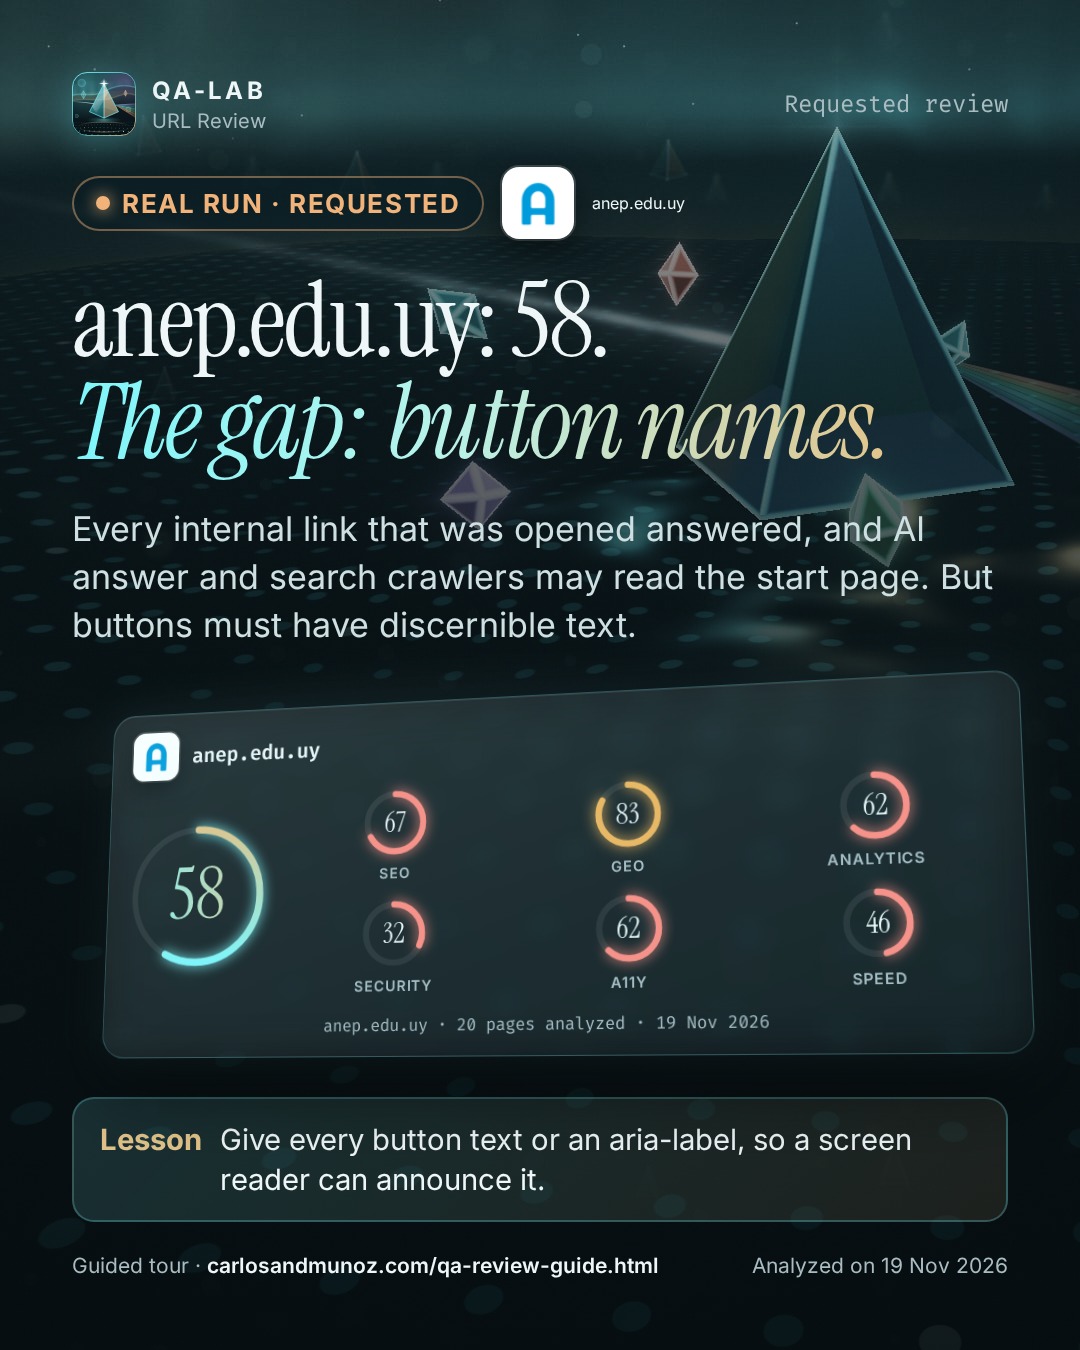 QA-LAB
URL Review
Requested review
REAL RUN · REQUESTED
A
anep.edu.uy
anep.edu.uy: 58.
The gap: button names.
Every internal link that was opened answered, and AI
answer and search crawlers may read the start page. But
buttons must have discernible text.
A
anep.edu.uy
58
67
SEO
83
GEO
62
ANALYTICS
32
SECURITY
62
A11Y
46
SPEED
anep.edu.uy · 20 pages analyzed · 19 Nov 2026
Lesson
Give every button text or an aria-label, so a screen
reader can announce it.
Guided tour · carlosandmunoz.com/qa-review-guide.html
Analyzed on 19 Nov 2026